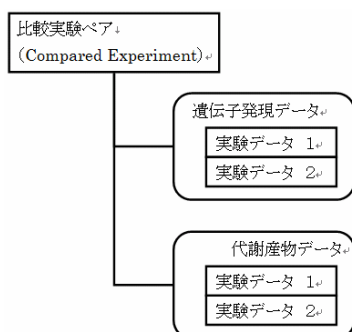 比較実験ペア↓
(Compared Experiment)↵
遺伝子発現データ↵
実験データ 1↵
実験データ 2↵
代謝産物データ↵
実験データ 1↵
実験データ 2↵